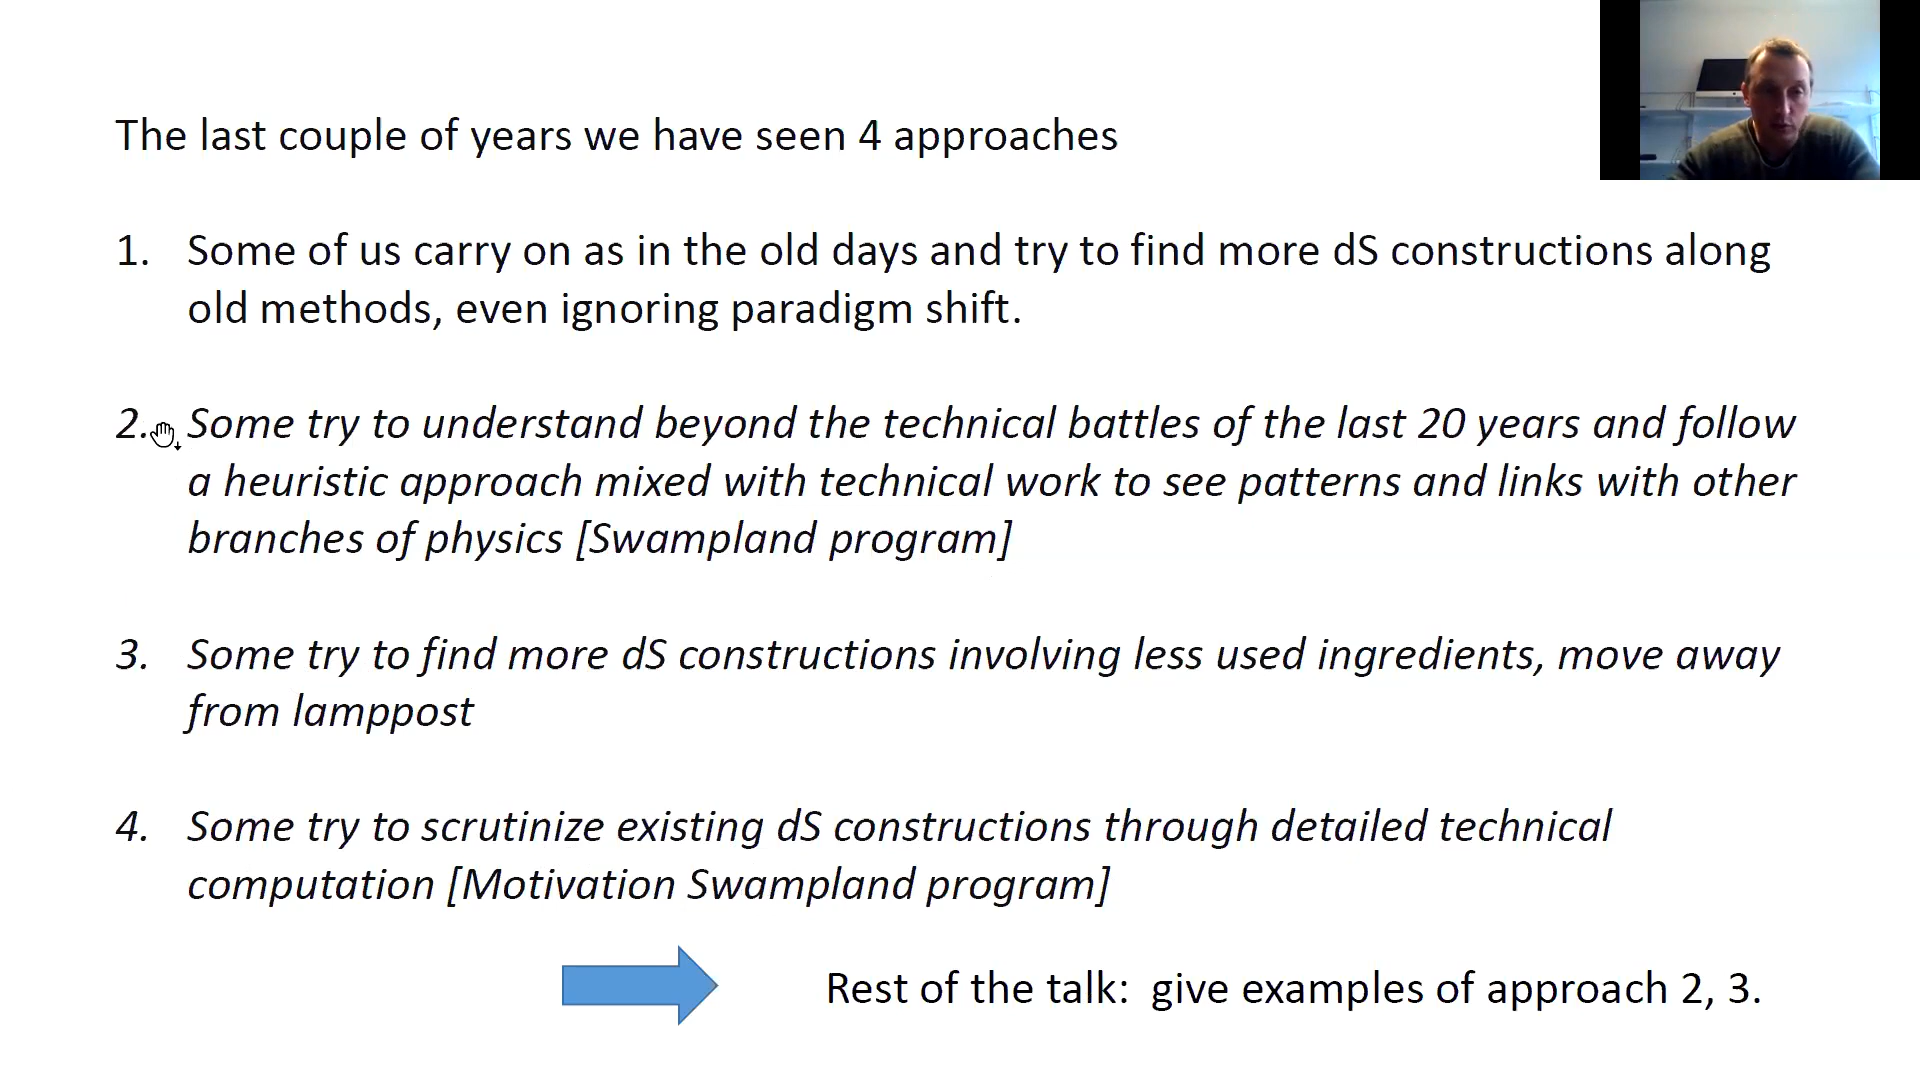 The last couple of years we have seen 4 approaches
1. Some of us carry on as in the old days and try to find more dS constructions along
old methods, even ignoring paradigm shift.
2. Some try to understand beyond the technical battles of the last 20 years and follow
a heuristic approach mixed with technical work to see patterns and links with other
branches of physics [Swampland program]
3. Some try to find more dS constructions involving less used ingredients, move away
from lamppost
4. Some try to scrutinize existing dS constructions through detailed technical
computation [Motivation Swampland program]
Rest of the talk: give examples of approach 2, 3.